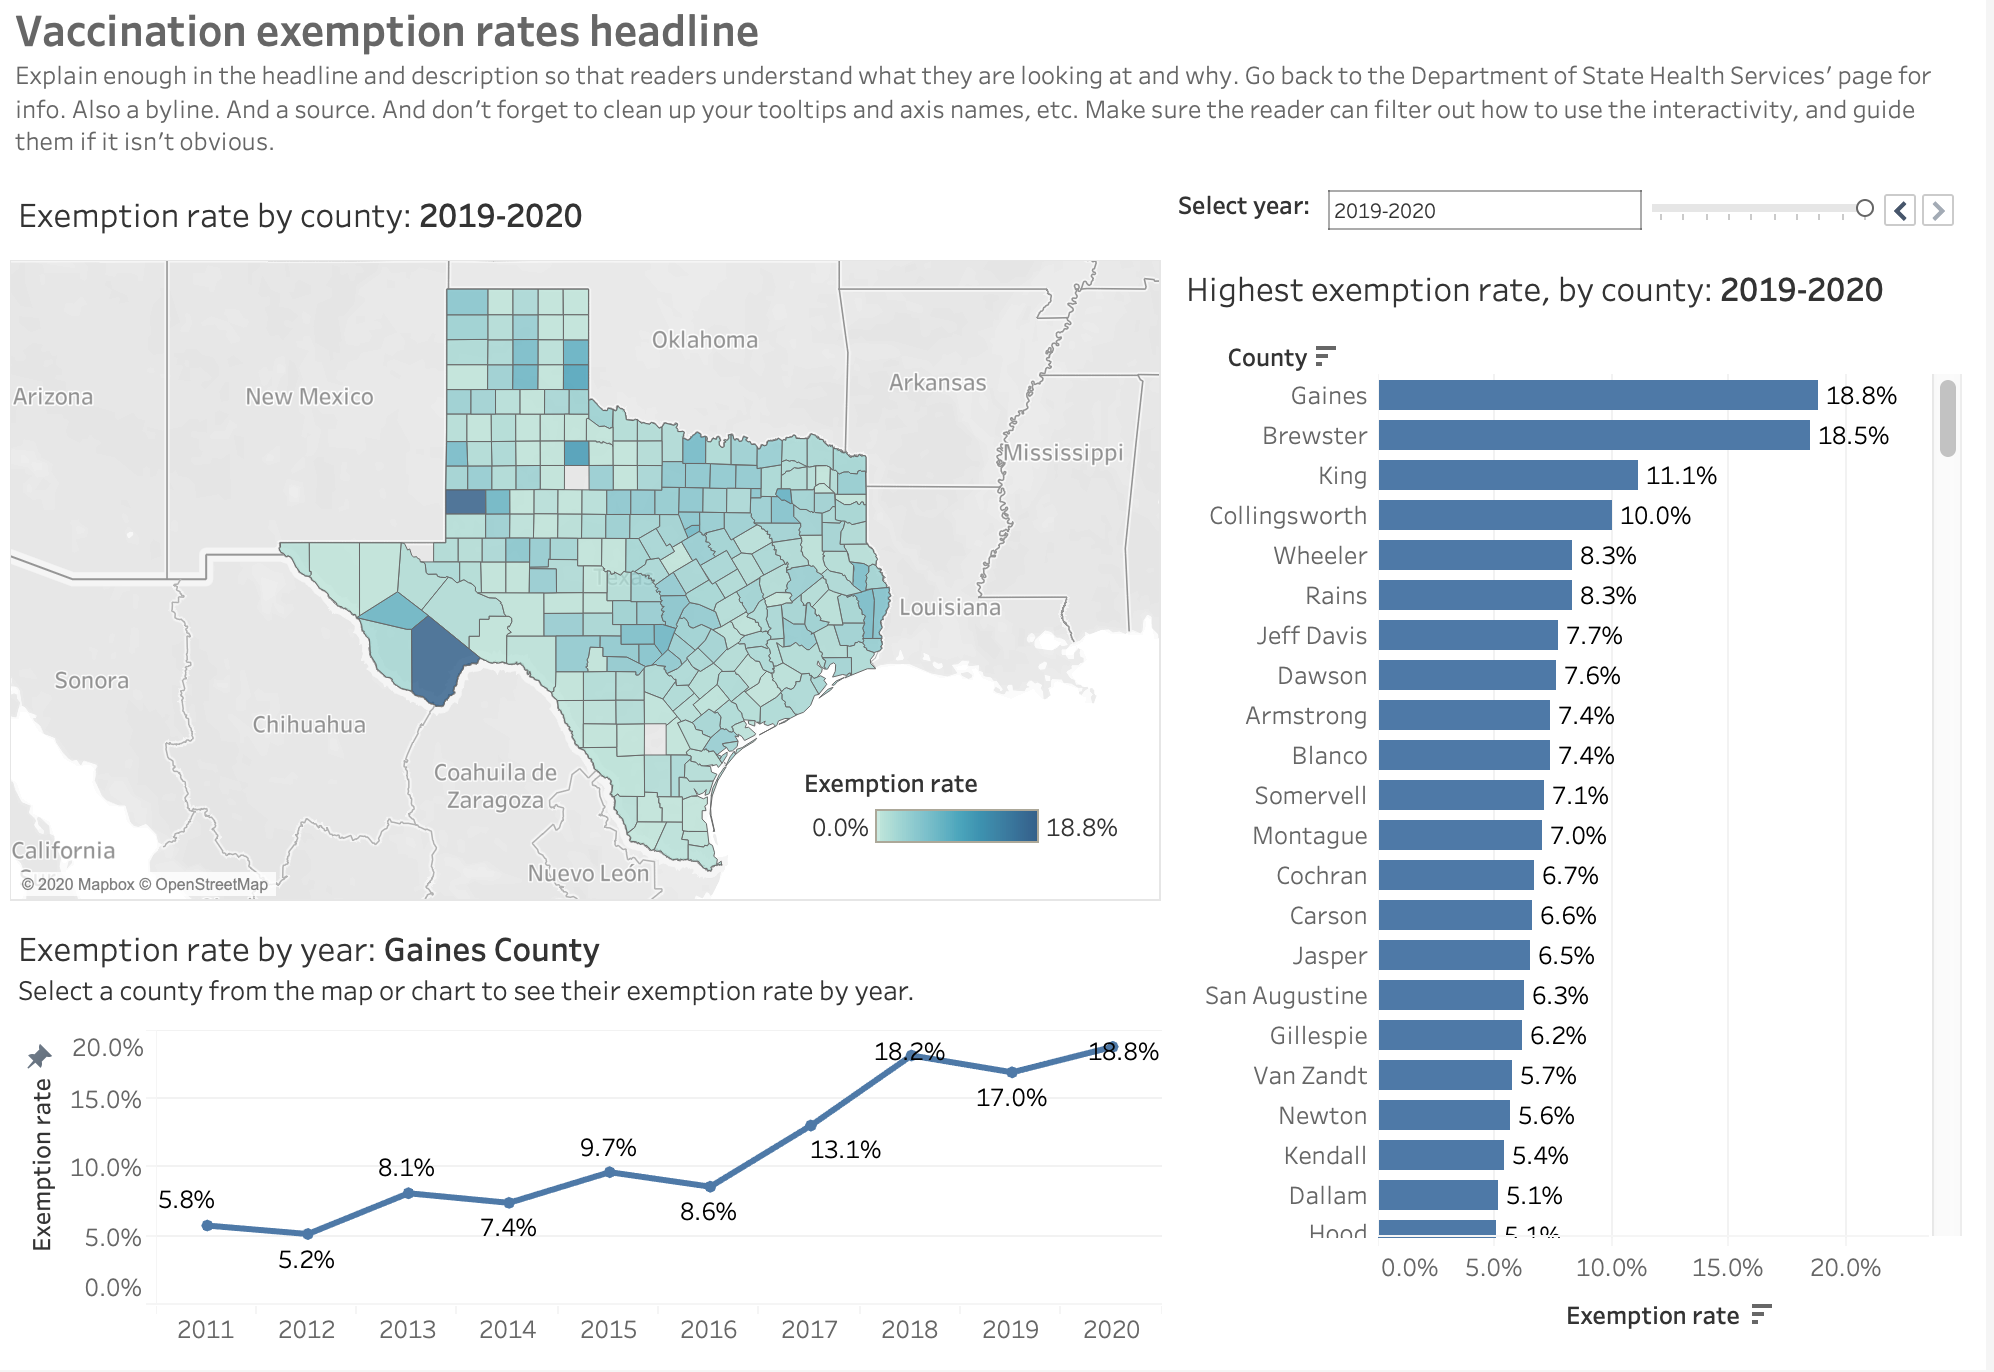 Vaccination exemption rates headline
Explain enough in the headline and description so that readers understand what they are looking at and why. Go back to the Department of State Health Services' page for
info. Also a byline. And a source. And don't forget to clean up your tooltips and axis names, etc. Make sure the reader can filter out how to use the interactivity, and guide
them if it isn't obvious.
Exemption rate by county: 2019-2020
Select year:
2019-2020
Oklahoma
Arizona
New Mexico
Arkansas
Mississippi
Texas
Louisiana
Sonora
Chihuahua
Coahuila de
Zaragoza
California
Nuevo León
Exemption rate
0.0%
18.8%
© 2020 Mapbox © OpenStreetMap
Highest exemption rate, by county: 2019-2020
County
Gaines 18.8%
Brewster 18.5%
King 11.1%
Collingsworth 10.0%
Wheeler 8.3%
Rains 8.3%
Jeff Davis 7.7%
Dawson 7.6%
Armstrong 7.4%
Blanco 7.4%
Somervell 7.1%
Montague 7.0%
Cochran 6.7%
Carson 6.6%
Jasper 6.5%
San Augustine 6.3%
Gillespie 6.2%
Van Zandt 5.7%
Newton 5.6%
Kendall 5.4%
Dallam 5.1%
Hood 5.1%
0.0% 5.0% 10.0% 15.0% 20.0%
Exemption rate
Exemption rate by year: Gaines County
Select a county from the map or chart to see their exemption rate by year.
Exemption rate
20.0%
15.0%
10.0%
5.0%
0.0%
5.8%
5.2%
8.1%
7.4%
9.7%
8.6%
13.1%
18.2%
17.0%
18.8%
2011 2012 2013 2014 2015 2016 2017 2018 2019 2020